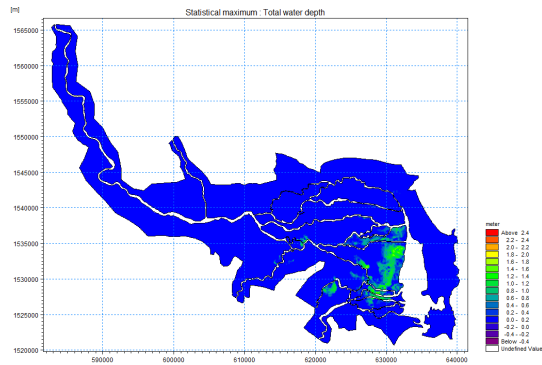 Statistical maximum : Total water depth
[m]
1565000
1560000
1555000
1550000
1545000
1540000
1535000
1530000
1525000
1520000
590000
600000
610000
620000
630000
640000
meter
Above 2.4
2.2 - 2.4
2.0 - 2.2
1.8 - 2.0
1.6 - 1.8
1.4 - 1.6
1.2 - 1.4
1.0 - 1.2
0.8 - 1.0
0.6 - 0.8
0.4 - 0.6
0.2 - 0.4
0.0 - 0.2
-0.2 - 0.0
-0.4 - -0.2
Below -0.4
Undefined Value